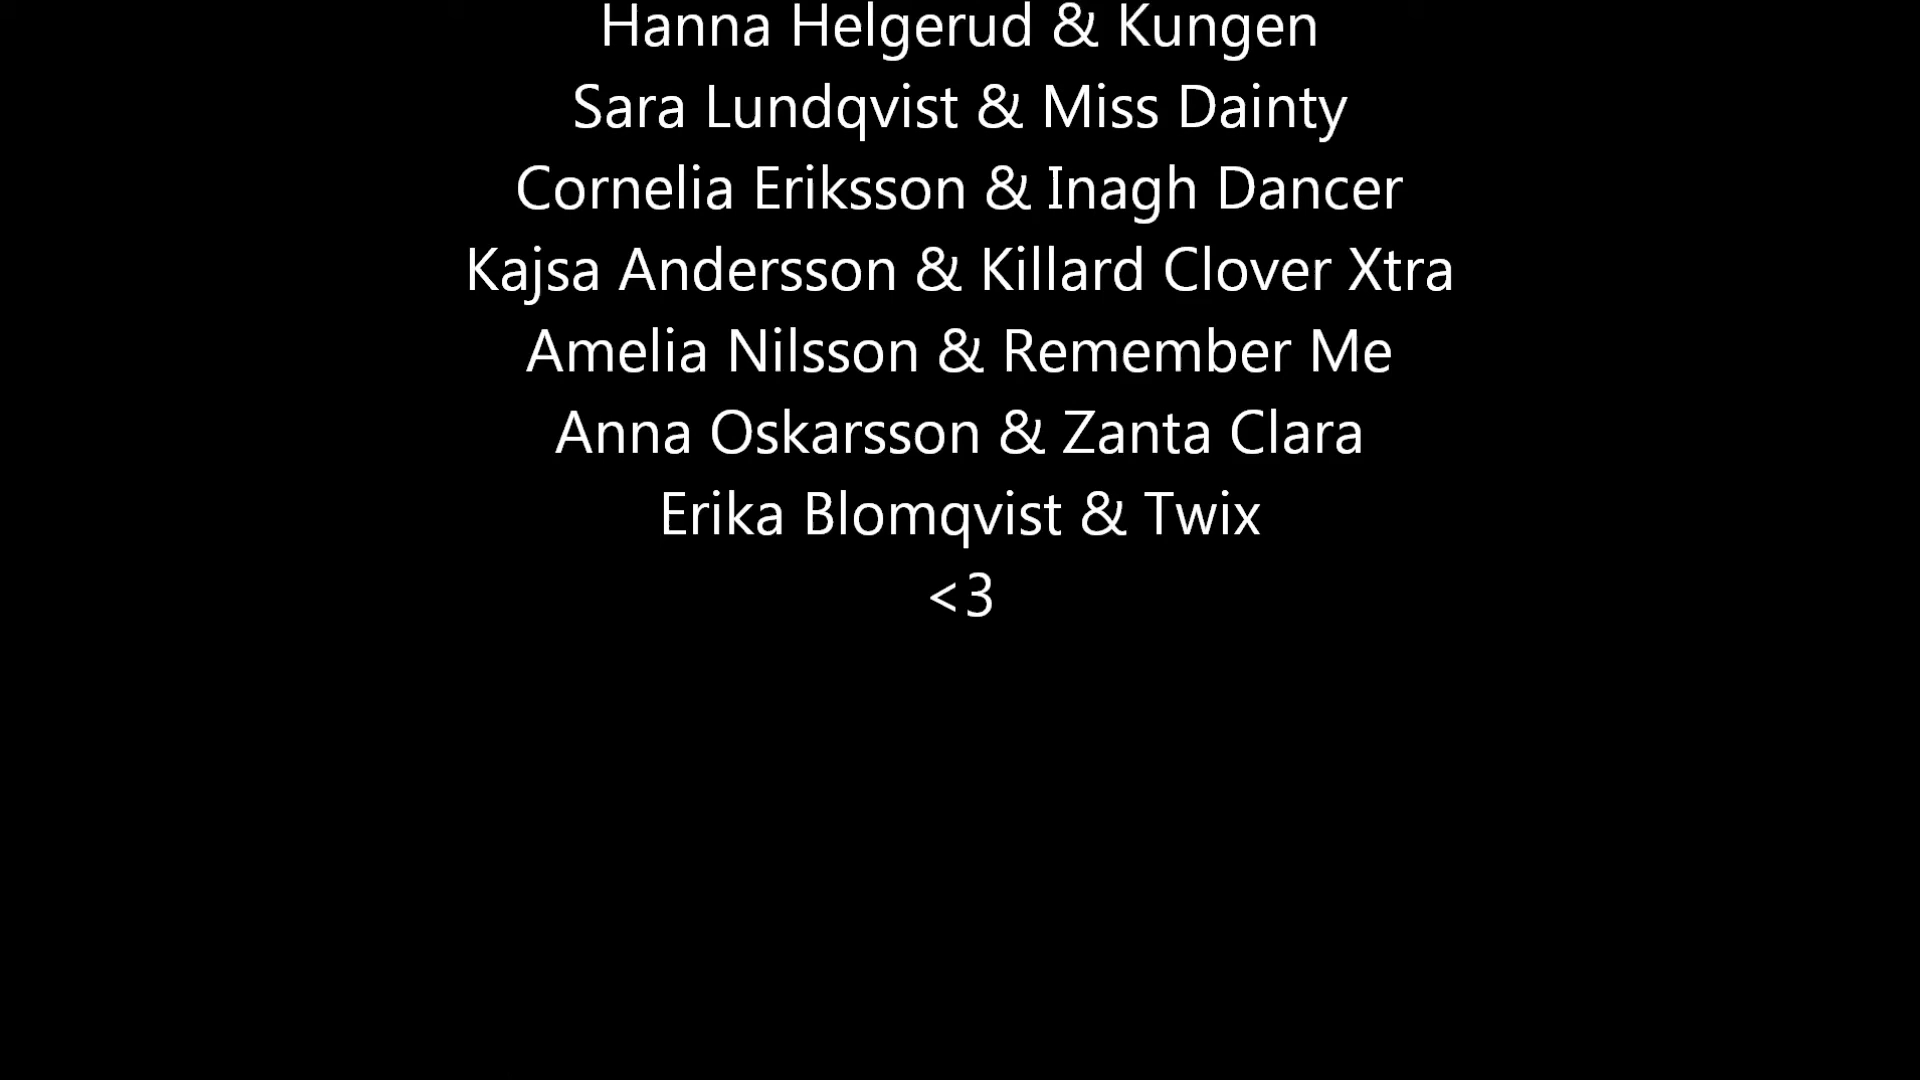 Hanna Helgerud & Kungen
Sara Lundqvist & Miss Dainty
Cornelia Eriksson & Inagh Dancer
Kajsa Andersson & Killard Clover Xtra
Amelia Nilsson & Remember Me
Anna Oskarsson & Zanta Clara
Erika Blomqvist & Twix
<3